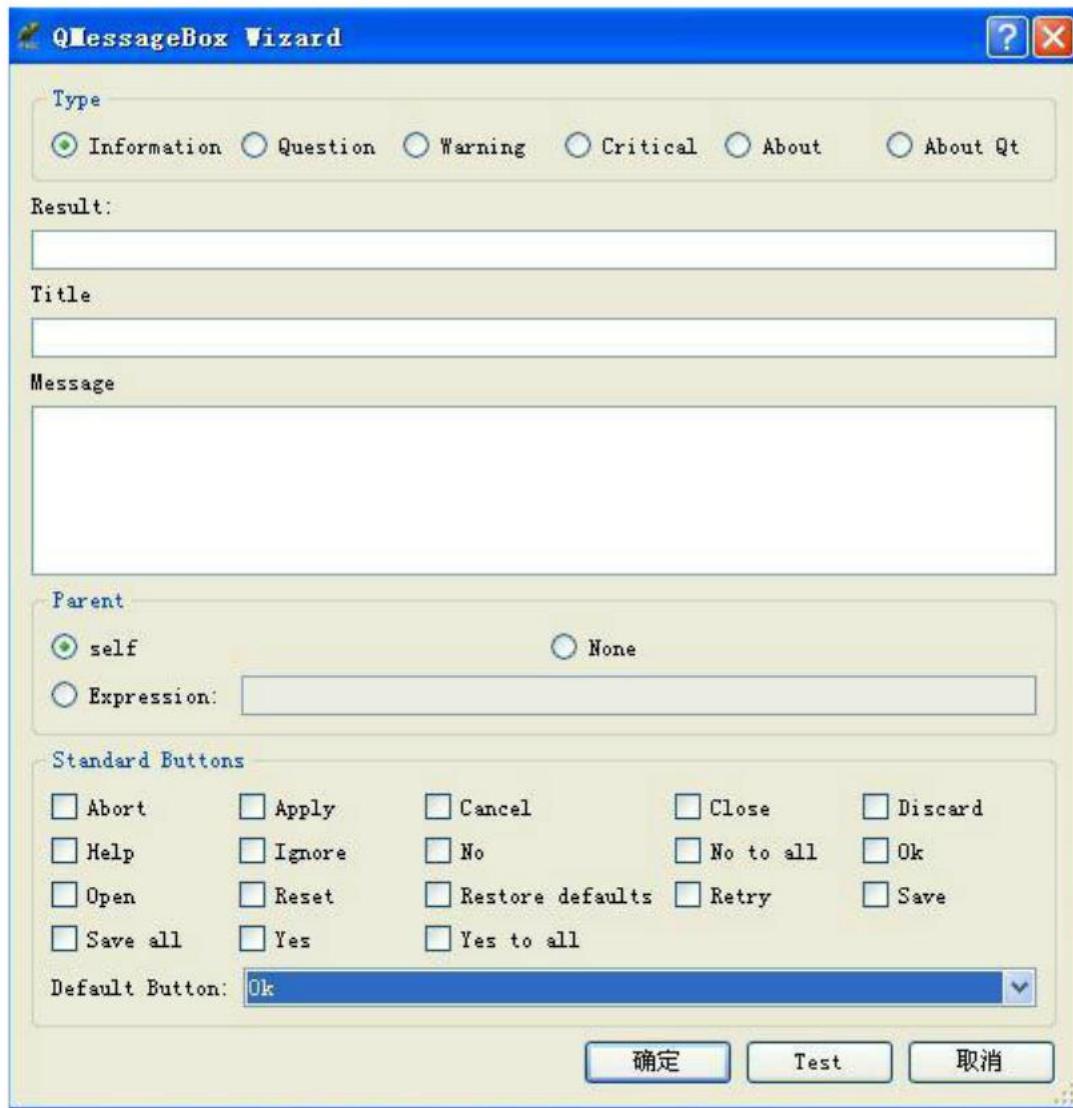 QMessageBox Wizard
Type
Information Question Warning Critical About About Qt
Result:
Title
Message
Parent
self None
Expression:
Standard Buttons
Abort Apply Cancel Close Discard
Help Ignore No No to all Ok
Open Reset Restore defaults Retry Save
Save all Yes Yes to all
Default Button: Ok
确定 Test 取消